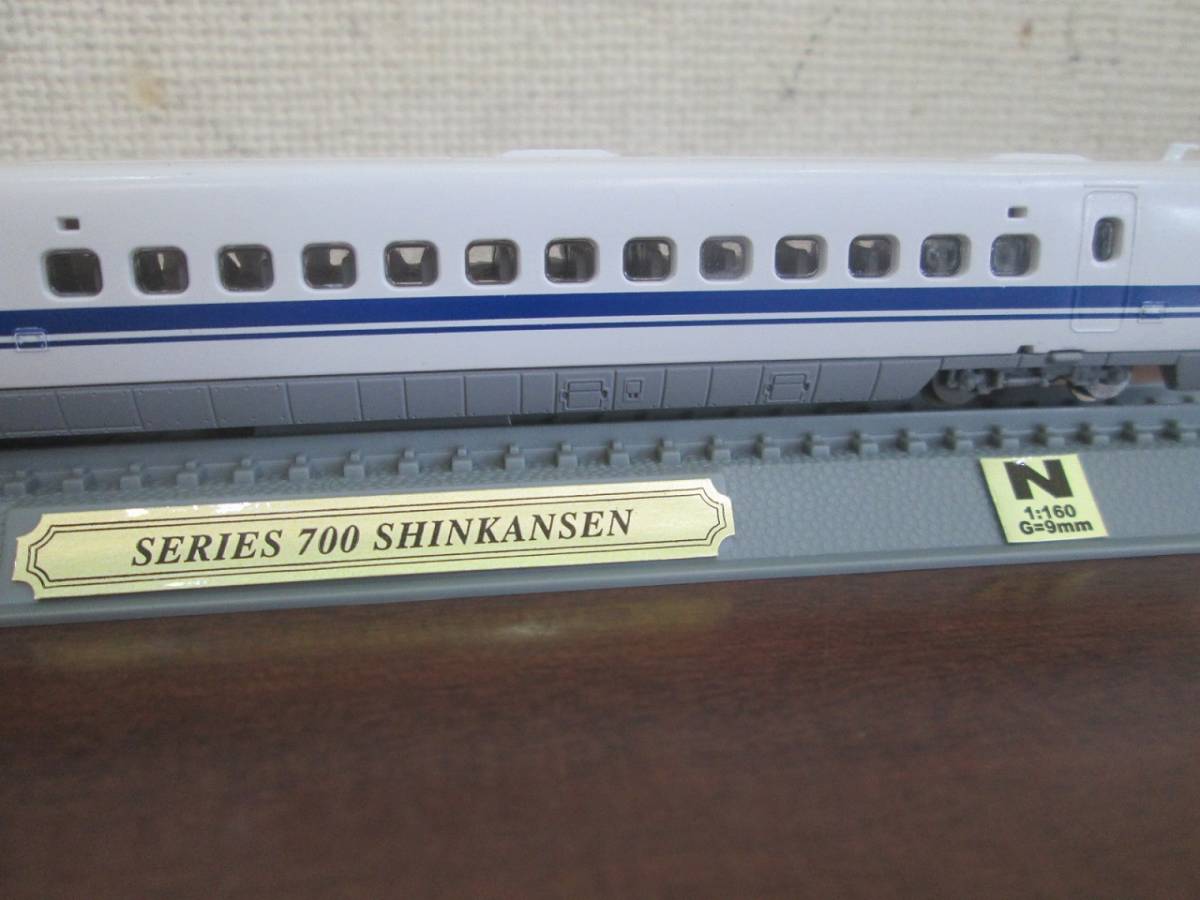 SERIES 700 SHINKANSEN
N
1:160
G=9mm